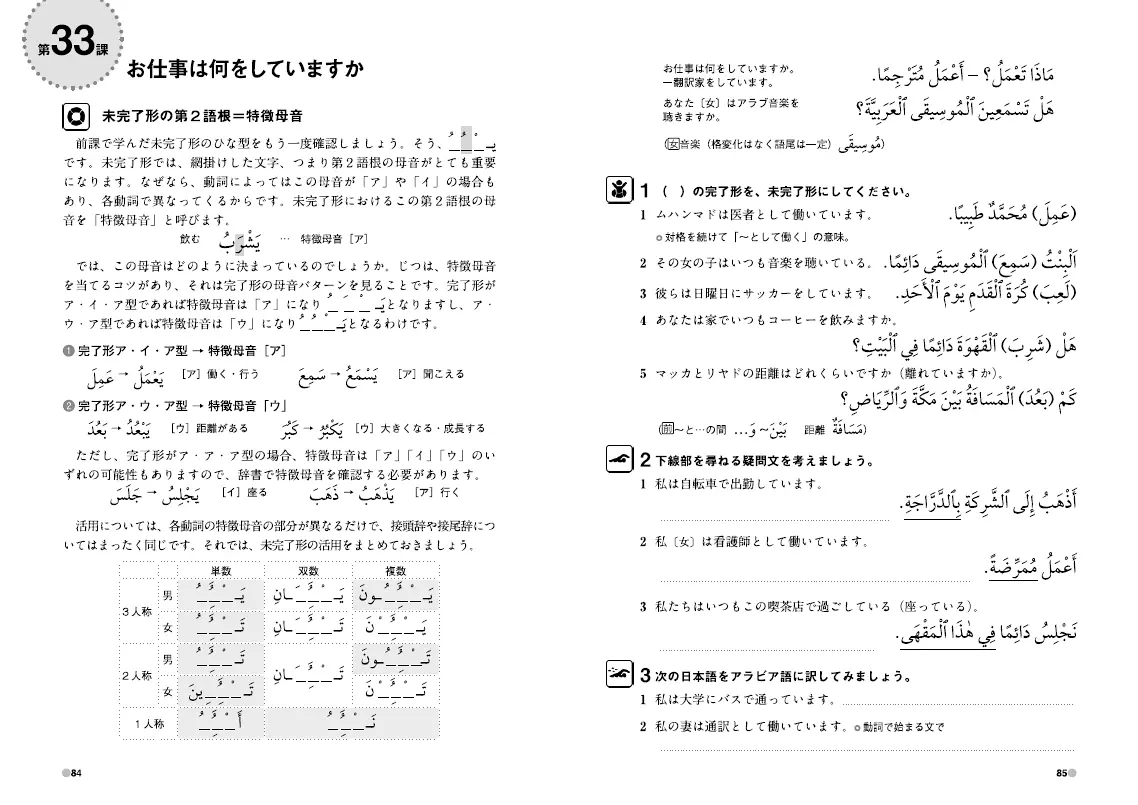 第33課
お仕事は何をしていますか
未完了形の第2語根＝特徴母音
前課で学んだ未完了形のひな型をもう一度確認しましょう。そう、يَـ ـْ ـُ ـُ
です。未完了形では、網掛けした文字、つまり第2語根の母音がとても重要
になります。なぜなら、動詞によってはこの母音が「ア」や「イ」の場合も
あり、各動詞で異なってくるからです。未完了形におけるこの第2語根の母
音を「特徴母音」と呼びます。
飲む يَشْرَبُ … 特徴母音［ア］
では、この母音はどのように決まっているのでしょうか。じつは、特徴母音
を当てるコツがあり、それは完了形の母音パターンを見ることです。完了形が
ア・イ・ア型であれば特徴母音は「ア」になり يَـ ـْ ـَ ـُ となりますし、ア・
ウ・ア型であれば特徴母音は「ウ」になり يَـ ـْ ـُ ـُ となるわけです。
❶ 完了形ア・イ・ア型 → 特徴母音［ア］
عَمِلَ → يَعْمَلُ ［ア］働く・行う سَمِعَ → يَسْمَعُ ［ア］聞こえる
❷ 完了形ア・ウ・ア型 → 特徴母音「ウ」
بَعُدَ → يَبْعُدُ ［ウ］距離がある كَبُرَ → يَكْبُرُ ［ウ］大きくなる・成長する
ただし、完了形がア・ア・ア型の場合、特徴母音は「ア」「イ」「ウ」のい
ずれの可能性もありますので、辞書で特徴母音を確認する必要があります。
جَلَسَ → يَجْلِسُ ［イ］座る ذَهَبَ → يَذْهَبُ ［ア］行く
活用については、各動詞の特徴母音の部分が異なるだけで、接頭辞や接尾辞につ
いてはまったく同じです。それでは、未完了形の活用をまとめておきましょう。
単数 双数 複数
3人称
男 يَـ_ _ _ُ يَـ_ _ _َـانِ يَـ_ _ _ُـونَ
女 تَـ_ _ _ُ تَـ_ _ _َـانِ يَـ_ _ _ْنَ
2人称
男 تَـ_ _ _ُ تَـ_ _ _َـانِ تَـ_ _ _ُـونَ
女 تَـ_ _ _ِينَ تَـ_ _ _ْنَ
1人称 أَ_ _ _ُ نَـ_ _ _ُ
84
お仕事は何をしていますか。
―翻訳家をしています。
مَاذَا تَعْمَلُ؟ – أَعْمَلُ مُتَرْجِمًا.
あなた〔女〕はアラブ音楽を
聴きますか。
هَلْ تَسْمَعِينَ ٱلْمُوسِيقَى ٱلْعَرَبِيَّةَ؟
（女音楽（格変化はなく語尾は一定）مُوسِيقَى）
1 （　）の完了形を、未完了形にしてください。
1 ムハンマドは医者として働いています。 (عَمِلَ) مُحَمَّدٌ طَبِيبًا.
◎対格を続けて「～として働く」の意味。
2 その女の子はいつも音楽を聴いている。 اَلْبِنْتُ (سَمِعَ) ٱلْمُوسِيقَى دَائِمًا.
3 彼らは日曜日にサッカーをしています。 (لَعِبَ) كُرَةَ ٱلْقَدَمِ يَوْمَ ٱلْأَحَدِ.
4 あなたは家でいつもコーヒーを飲みますか。
هَلْ (شَرِبَ) ٱلْقَهْوَةَ دَائِمًا فِي ٱلْبَيْتِ؟
5 マッカとリヤドの距離はどれくらいですか（離れていますか）。
كَمْ (بَعُدَ) ٱلْمَسَافَةُ بَيْنَ مَكَّةَ وَٱلرِّيَاضِ؟
（前～と…の間 بَيْنَ ~ وَ... 距離 مَسَافَةٌ）
2 下線部を尋ねる疑問文を考えましょう。
1 私は自転車で出勤しています。
أَذْهَبُ إِلَى ٱلشَّرِكَةِ بِٱلدَّرَّاجَةِ.
2 私〔女〕は看護師として働いています。
أَعْمَلُ مُمَرِّضَةً.
3 私たちはいつもこの喫茶店で過ごしている（座っている）。
نَجْلِسُ دَائِمًا فِي هٰذَا ٱلْمَقْهَى.
3 次の日本語をアラビア語に訳してみましょう。
1 私は大学にバスで通っています。
2 私の妻は通訳として働いています。◎動詞で始まる文で
85